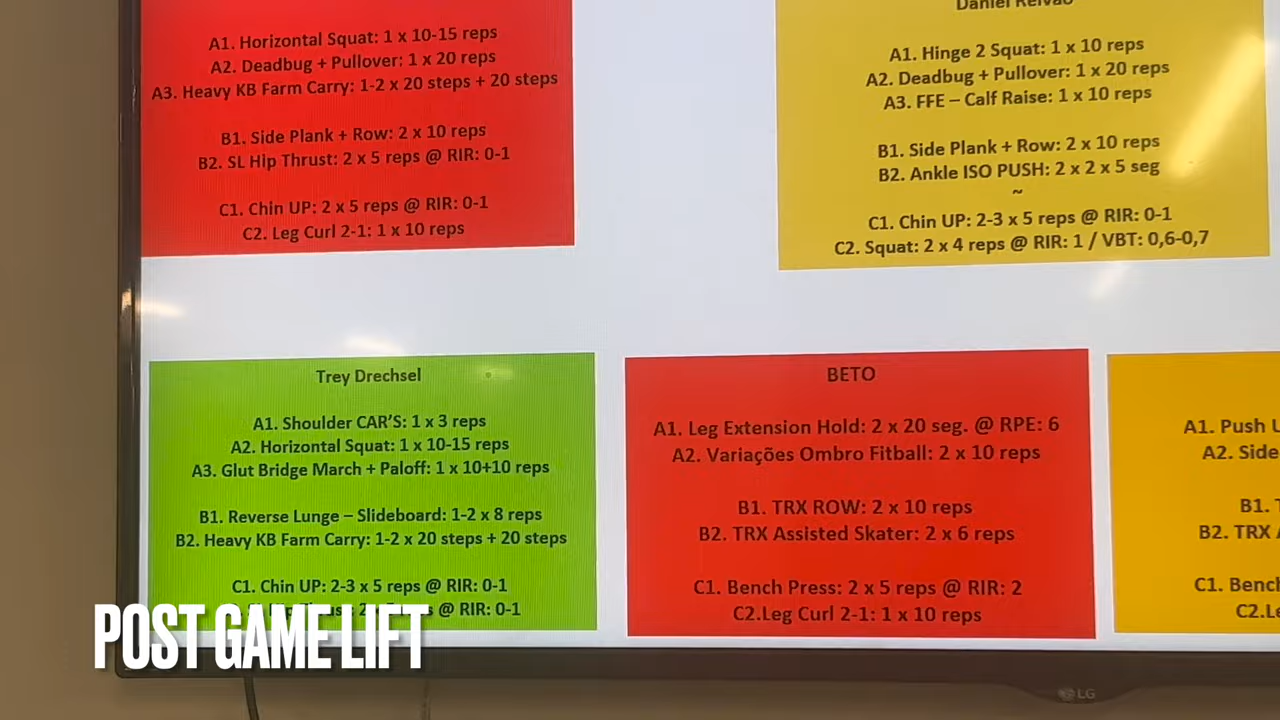 A1. Horizontal Squat: 1 x 10-15 reps
A2. Deadbug + Pullover: 1 x 20 reps
A3. Heavy KB Farm Carry: 1-2 x 20 steps + 20 steps
B1. Side Plank + Row: 2 x 10 reps
B2. SL Hip Thrust: 2 x 5 reps @ RIR: 0-1
C1. Chin UP: 2 x 5 reps @ RIR: 0-1
C2. Leg Curl 2-1: 1 x 10 reps
Daniel Relvão
A1. Hinge 2 Squat: 1 x 10 reps
A2. Deadbug + Pullover: 1 x 20 reps
A3. FFE – Calf Raise: 1 x 10 reps
B1. Side Plank + Row: 2 x 10 reps
B2. Ankle ISO PUSH: 2 x 2 x 5 seg
~
C1. Chin UP: 2-3 x 5 reps @ RIR: 0-1
C2. Squat: 2 x 4 reps @ RIR: 1 / VBT: 0,6-0,7
Trey Drechsel
A1. Shoulder CAR'S: 1 x 3 reps
A2. Horizontal Squat: 1 x 10-15 reps
A3. Glut Bridge March + Paloff: 1 x 10+10 reps
B1. Reverse Lunge – Slideboard: 1-2 x 8 reps
B2. Heavy KB Farm Carry: 1-2 x 20 steps + 20 steps
C1. Chin UP: 2-3 x 5 reps @ RIR: 0-1
@ RIR: 0-1
BETO
A1. Leg Extension Hold: 2 x 20 seg. @ RPE: 6
A2. Variações Ombro Fitball: 2 x 10 reps
B1. TRX ROW: 2 x 10 reps
B2. TRX Assisted Skater: 2 x 6 reps
C1. Bench Press: 2 x 5 reps @ RIR: 2
C2.Leg Curl 2-1: 1 x 10 reps
A1. Push
A2. Side
B1.
B2. TRX
C1. Bench
C2.
POST GAME LIFT
LG